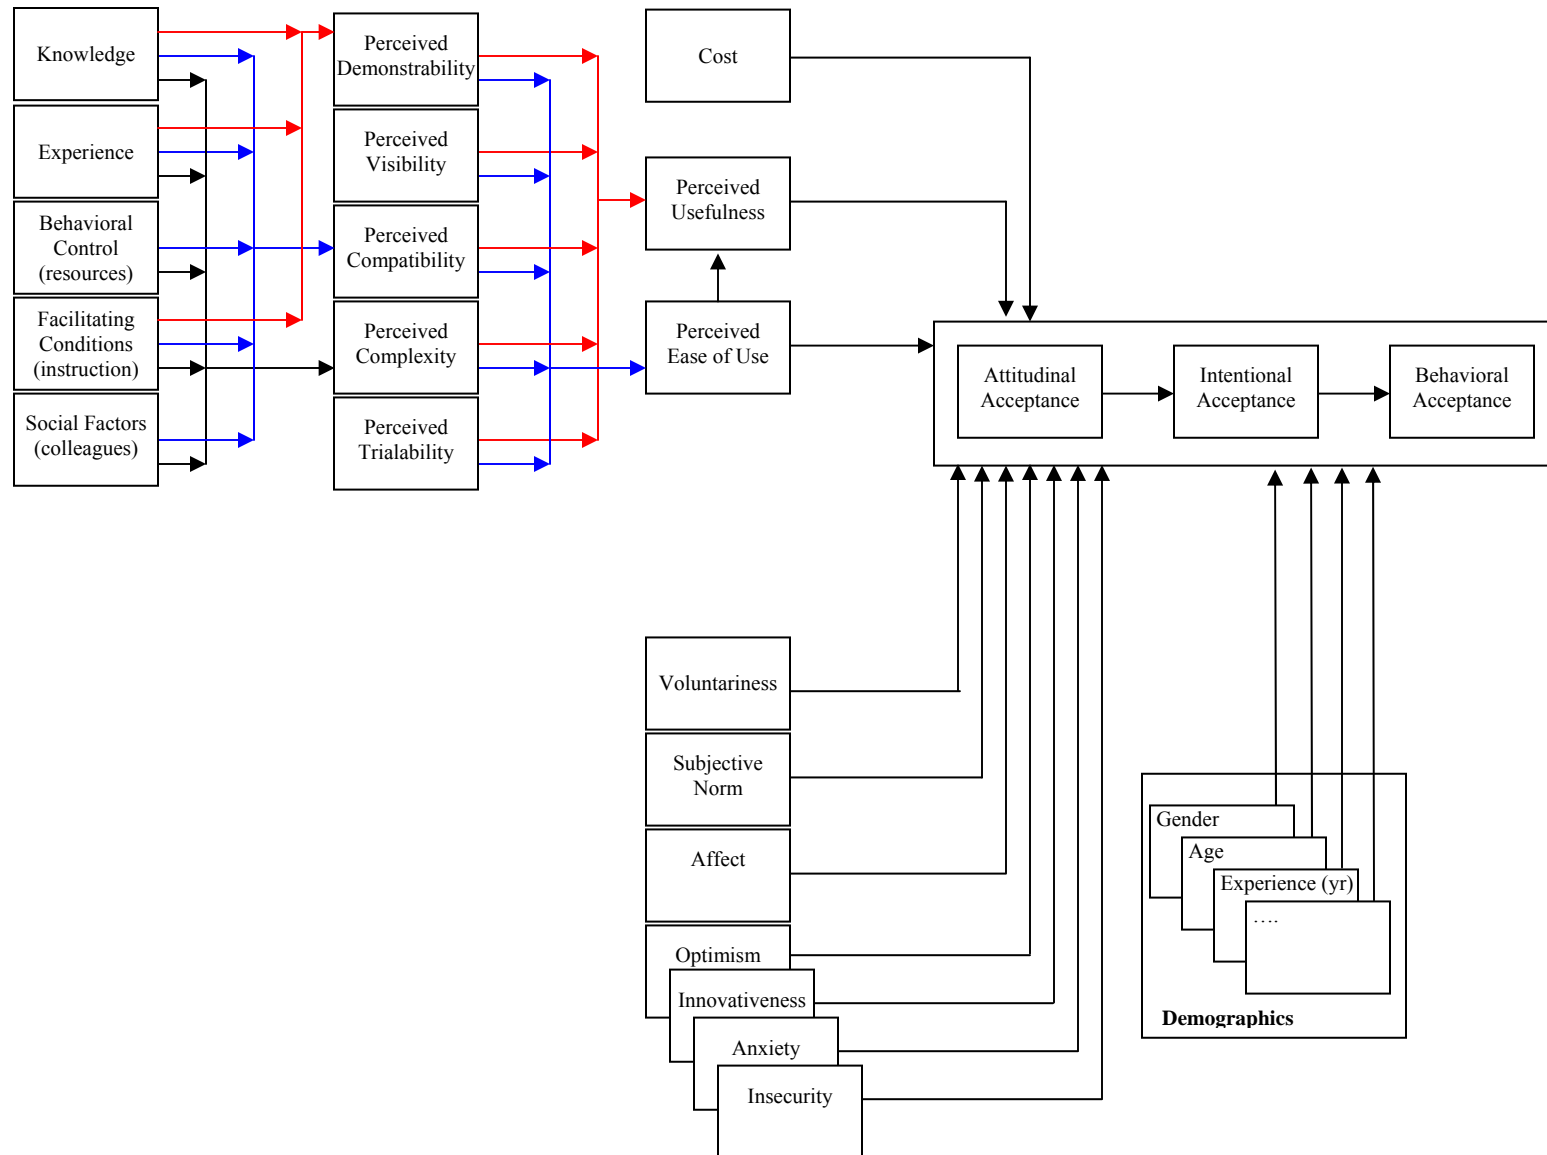 Knowledge
Experience
Behavioral
Control
(resources)
Facilitating
Conditions
(instruction)
Social Factors
(colleagues)
Perceived
Demonstrability
Perceived
Visibility
Perceived
Compatibility
Perceived
Complexity
Perceived
Trialability
Cost
Perceived
Usefulness
Perceived
Ease of Use
Attitudinal
Acceptance
Intentional
Acceptance
Behavioral
Acceptance
Voluntariness
Subjective
Norm
Affect
Optimism
Innovativeness
Anxiety
Insecurity
Gender
Age
Experience (yr)
….
Demographics